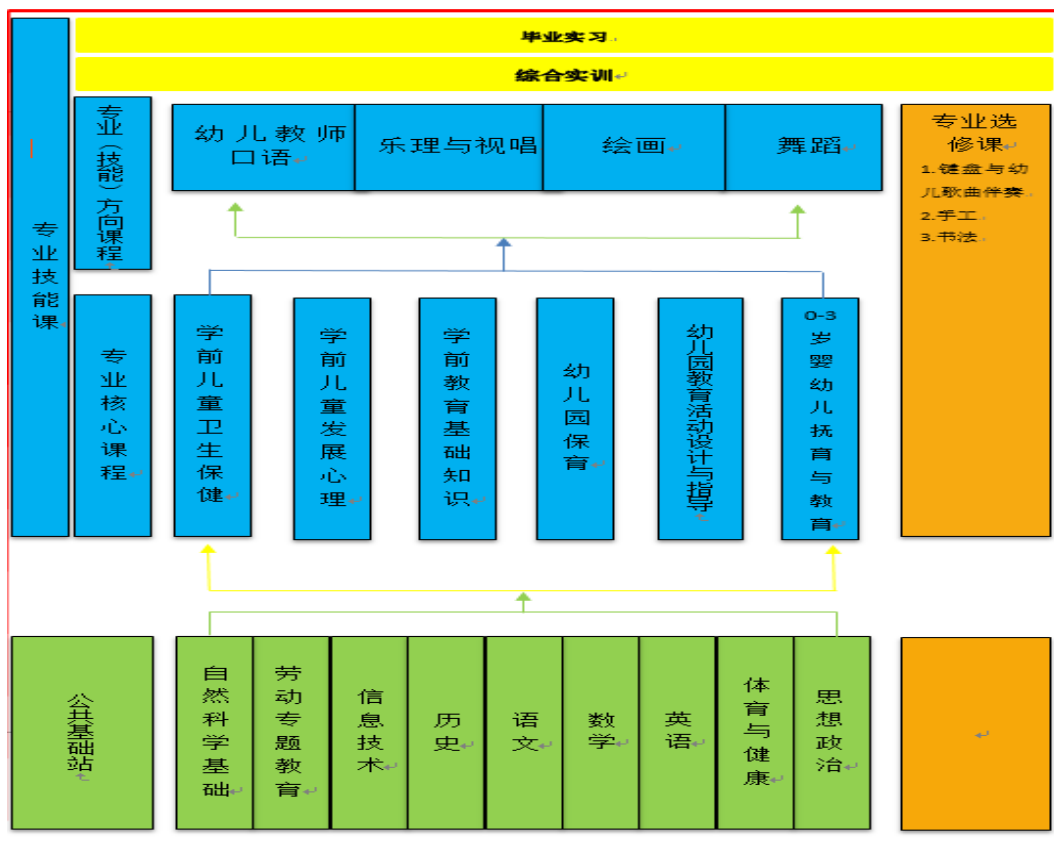 毕业实习
综合实训
专业技能课
专业（技能）方向课程
幼儿教师
口语
乐理与视唱
绘画
舞蹈
专业选
修课
1.键盘与幼
儿歌曲伴奏
2.手工
3.书法
专业核心课程
学前儿童卫生保健
学前儿童发展心理
学前教育基础知识
幼儿园保育
幼儿园教育活动设计与指导
0-3
岁婴幼儿抚育与教育
公共基础站
自然科学基础
劳动专题教育
信息技术
历史
语文
数学
英语
体育与健康
思想政治